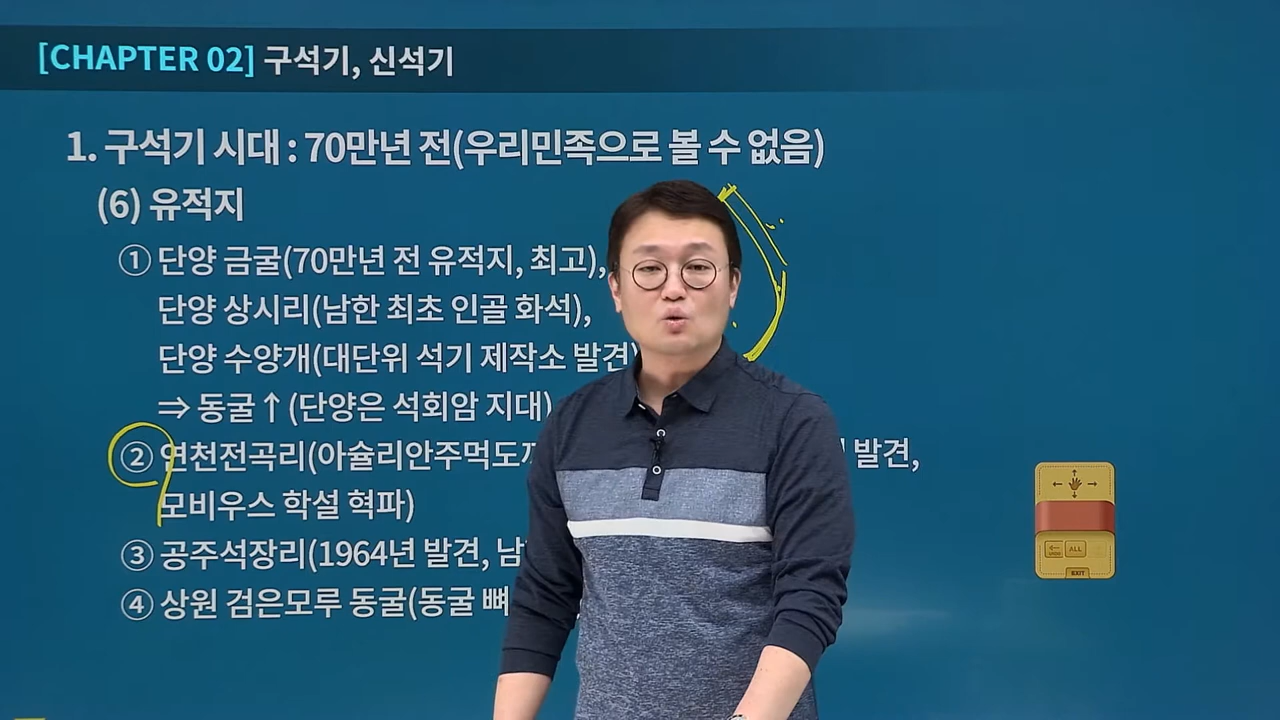 [CHAPTER 02] 구석기, 신석기
1. 구석기 시대 : 70만년 전(우리민족으로 볼 수 없음)
(6) 유적지
① 단양 금굴(70만년 전 유적지, 최고),
단양 상시리(남한 최초 인골 화석),
단양 수양개(대단위 석기 제작소 발견)
⇒ 동굴↑(단양은 석회암 지대)
② 연천전곡리(아슐리안주먹도 발견,
모비우스 학설 혁파)
③ 공주석장리(1964년 발견, 남
④ 상원 검은모루 동굴(동굴 뼈
ALL
EXIT